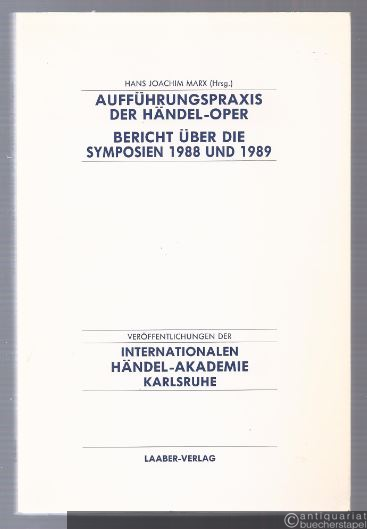 HANS JOACHIM MARX (Hrsg.)
AUFFÜHRUNGSPRAXIS
DER HÄNDEL-OPER
BERICHT ÜBER DIE
SYMPOSIEN 1988 UND 1989
VERÖFFENTLICHUNGEN DER
INTERNATIONALEN
HÄNDEL-AKADEMIE
KARLSRUHE
LAABER-VERLAG
antiquariat
buecherstapel